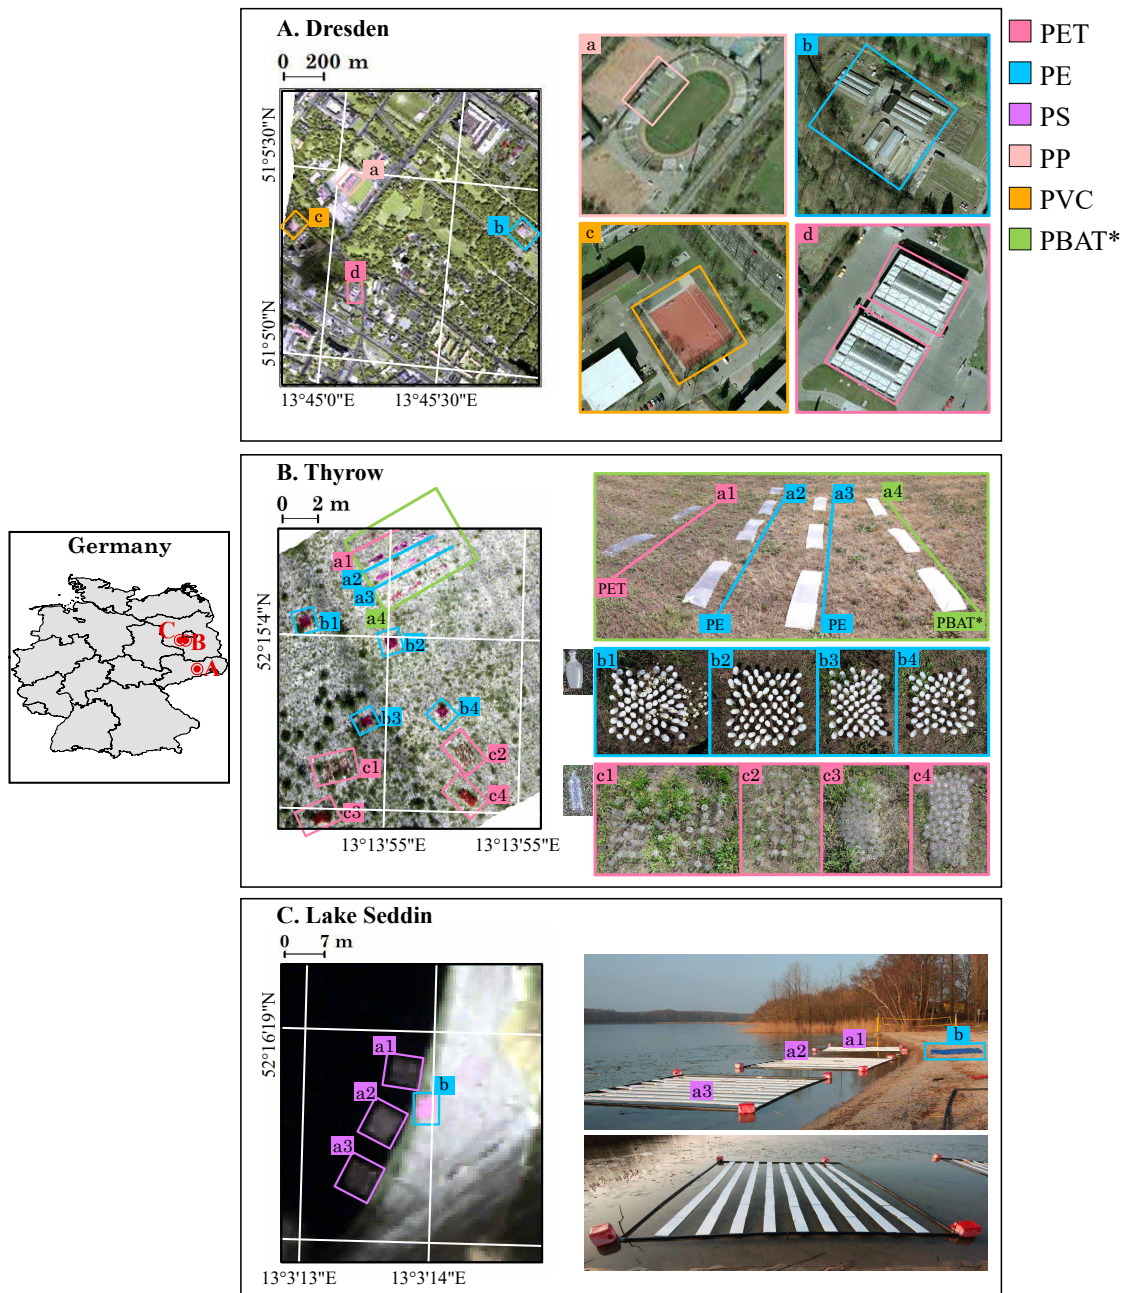 A. Dresden
0 200 m
51°5'30"N
51°5'0"N
13°45'0"E
13°45'30"E
a
b
c
d
a
b
c
d
PET
PE
PS
PP
PVC
PBAT*
Germany
C
B
A
B. Thyrow
0 2 m
52°15'4"N
13°13'55"E
13°13'55"E
a1
a2
a3
a4
b1
b2
b3
b4
c1
c2
c3
c4
a1
a2
a3
a4
PET
PE
PE
PBAT*
b1
b2
b3
b4
c1
c2
c3
c4
C. Lake Seddin
0 7 m
52°16'19"N
13°3'13"E
13°3'14"E
a1
a2
a3
b
a1
a2
a3
b